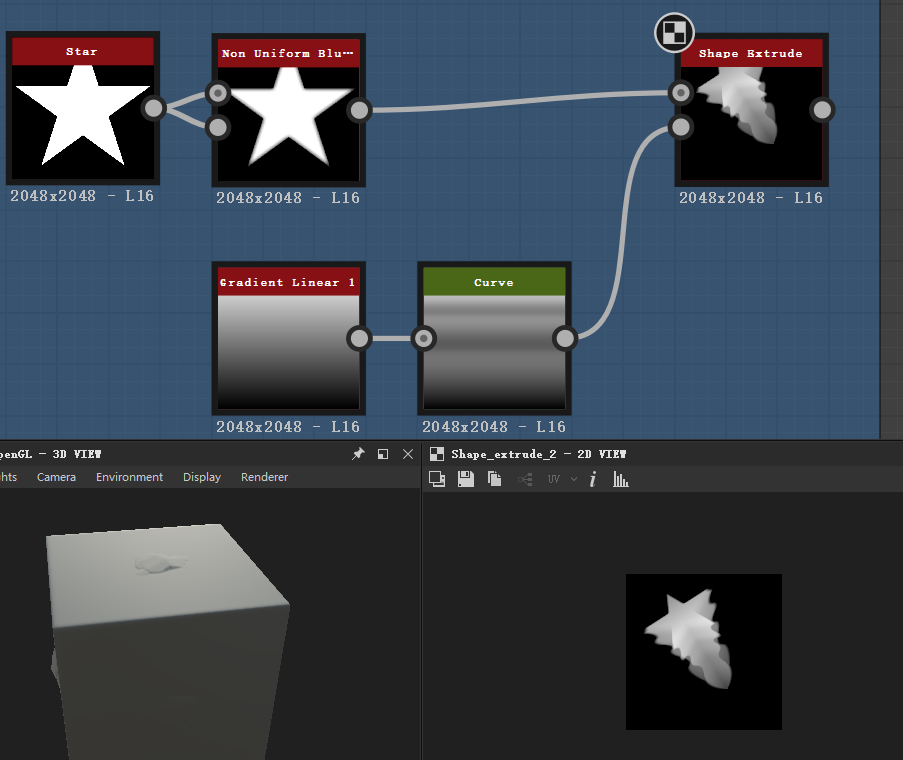 Star
Non Uniform Blu…
Shape Extrude
2048x2048 - L16
2048x2048 - L16
2048x2048 - L16
Gradient Linear 1
Curve
2048x2048 - L16
2048x2048 - L16
penGL - 3D VIEW
Shape_extrude_2 - 2D VIEW
hts Camera Environment Display Renderer
UV
i